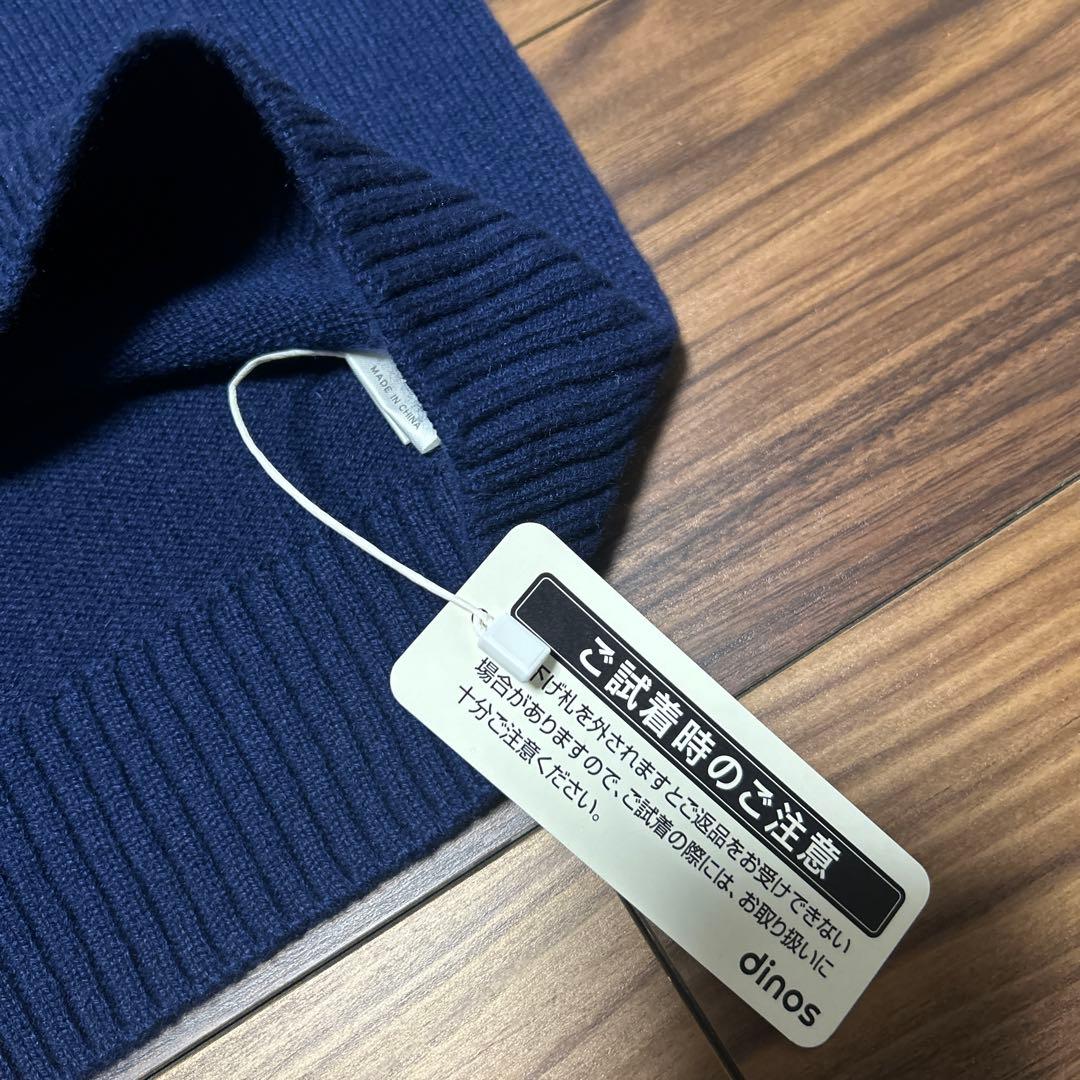 MADE IN CHINA
ご試着時のご注意
下げ札を外されますとご返品をお受けできない
場合がありますので、ご試着の際には、お取り扱いに
十分ご注意ください。
dinos